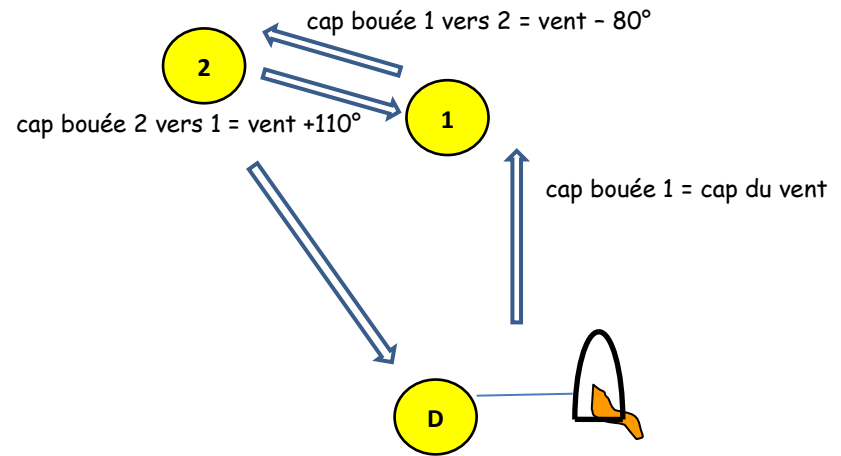 cap bouée 1 vers 2 = vent – 80°
2
1
cap bouée 2 vers 1 = vent +110°
cap bouée 1 = cap du vent
D